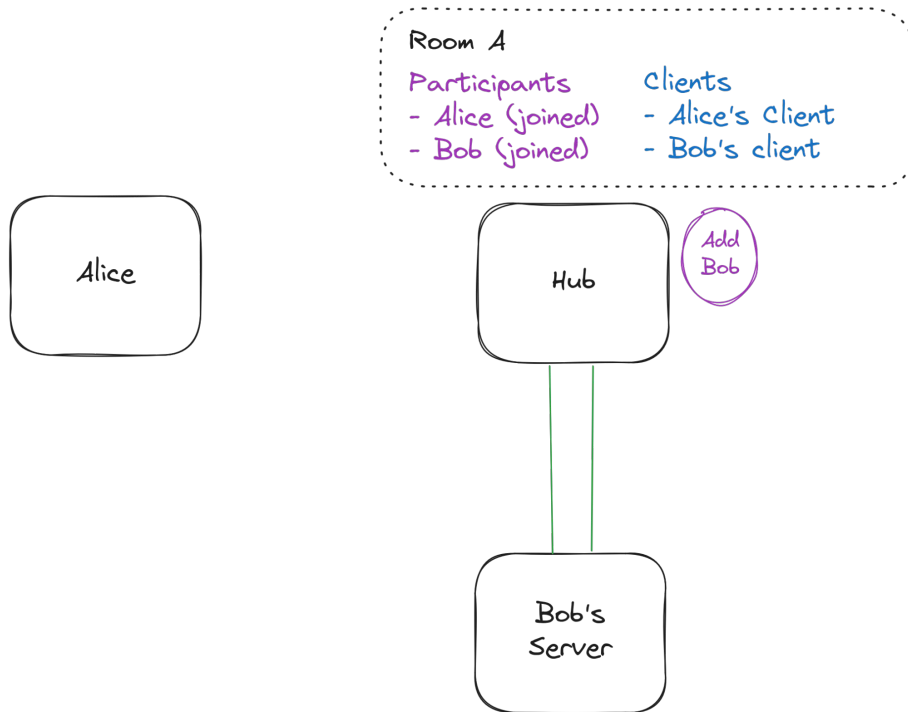 Room A
Participants
- Alice (joined)
- Bob (joined)
Clients
- Alice's Client
- Bob's client
Alice
Hub
Add
Bob
Bob's
Server